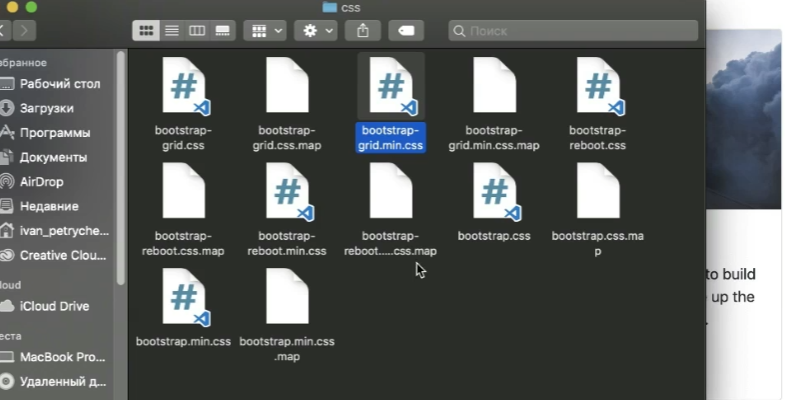 css
Поиск
збранное
Рабочий стол
Загрузки
Программы
Документы
AirDrop
Недавние
ivan_petryche...
Creative Clou...
loud
iCloud Drive
еста
MacBook Pro...
Удаленный д...
bootstrap-
grid.css
bootstrap-
grid.css.map
bootstrap-
grid.min.css
bootstrap-
grid.min.css.map
bootstrap-
reboot.css
bootstrap-
reboot.css.map
bootstrap-
reboot.min.css
bootstrap-
reboot.....css.map
bootstrap.css
bootstrap.css.ma
p
bootstrap.min.css
bootstrap.min.css
.map
to build
up the